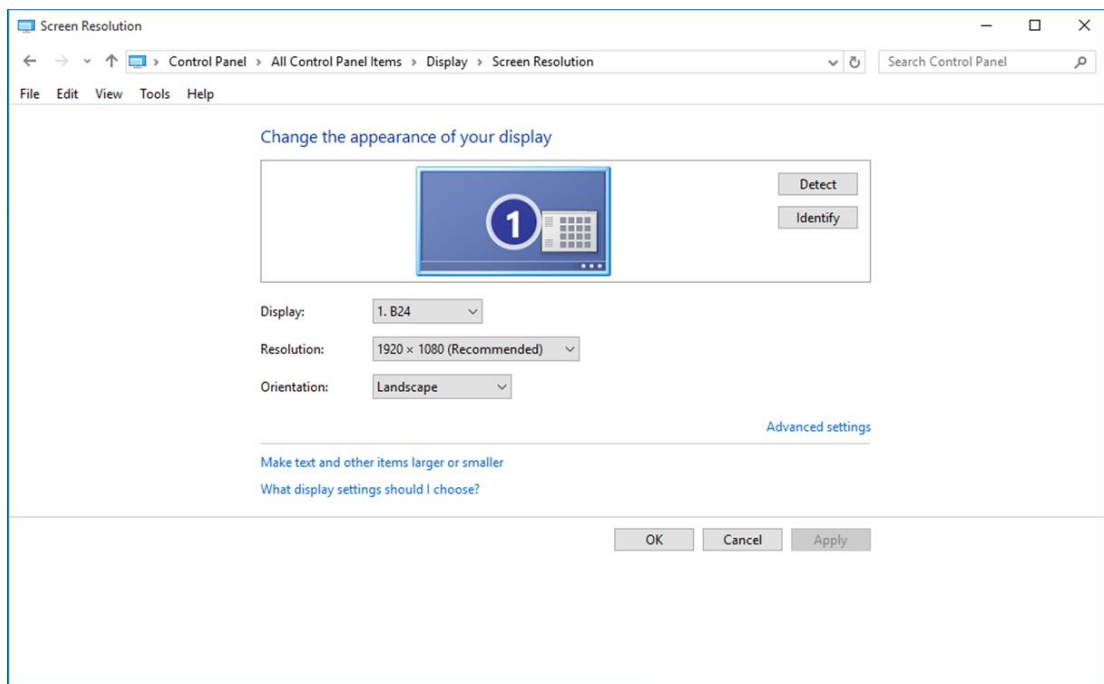 Screen Resolution
Control Panel > All Control Panel Items > Display > Screen Resolution
Search Control Panel
File Edit View Tools Help
Change the appearance of your display
1
Detect
Identify
Display: 1. B24
Resolution: 1920 × 1080 (Recommended)
Orientation: Landscape
Advanced settings
Make text and other items larger or smaller
What display settings should I choose?
OK Cancel Apply